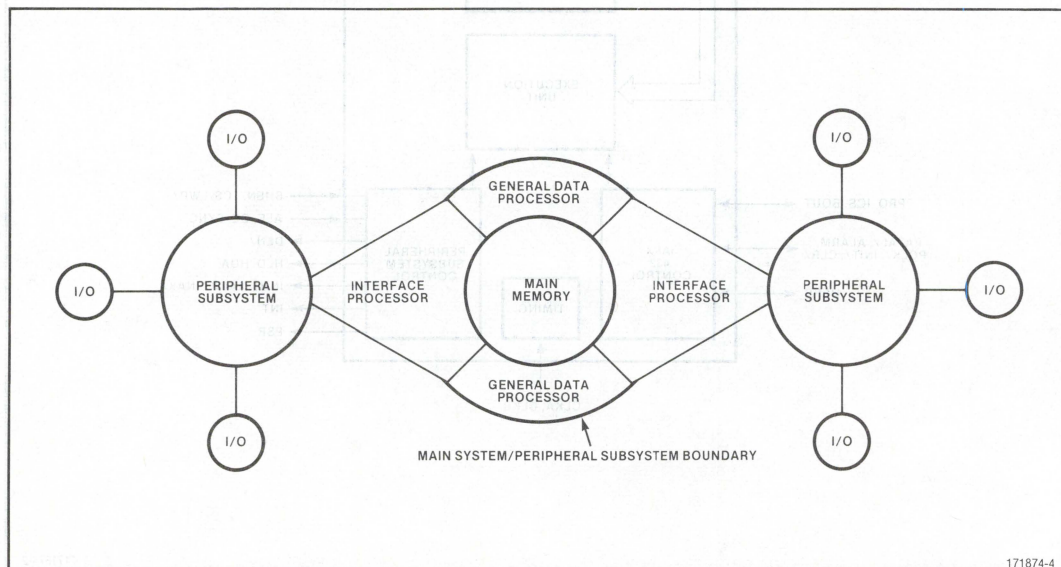 I/O
I/O
GENERAL DATA
PROCESSOR
I/O
PERIPHERAL
SUBSYSTEM
INTERFACE
PROCESSOR
MAIN
MEMORY
INTERFACE
PROCESSOR
PERIPHERAL
SUBSYSTEM
I/O
GENERAL DATA
PROCESSOR
I/O
I/O
MAIN SYSTEM/PERIPHERAL SUBSYSTEM BOUNDARY
171874-4